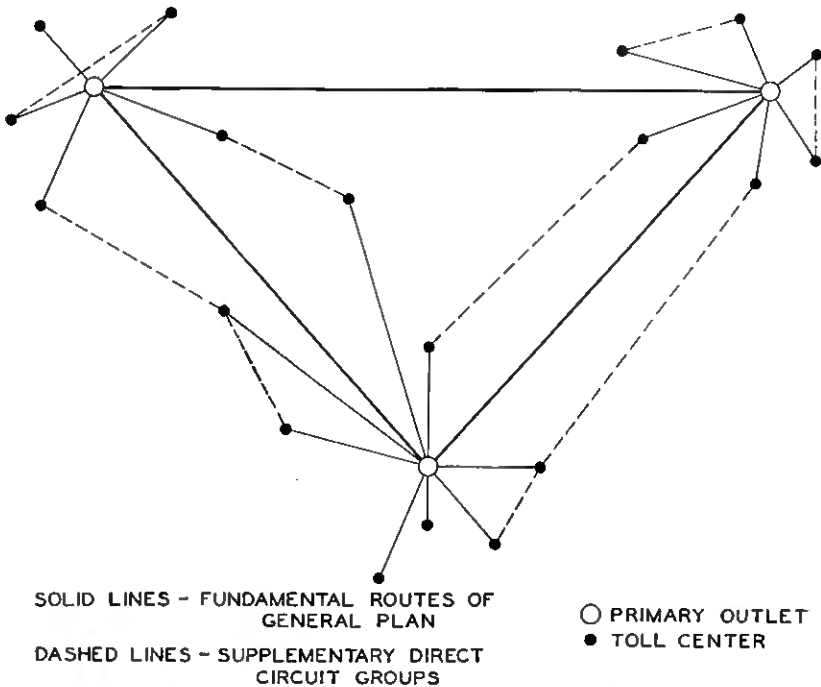 SOLID LINES - FUNDAMENTAL ROUTES OF
GENERAL PLAN
DASHED LINES - SUPPLEMENTARY DIRECT
CIRCUIT GROUPS
PRIMARY OUTLET
TOLL CENTER